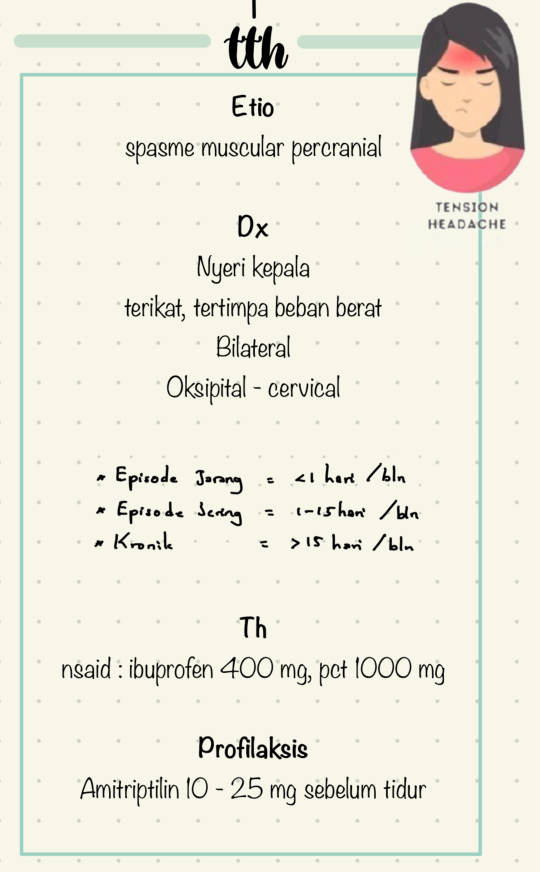 tth
TENSION
HEADACHE
Etio
spasme muscular percranial
Dx
Nyeri kepala
terikat, tertimpa beban berat
Bilateral
Oksipital - cervical
* Episode Jarang = <1 hari /bln
* Episode Sering = 1-15 hari /bln
* Kronik = >15 hari /bln
Th
nsaid : ibuprofen 400 mg, pct 1000 mg
Profilaksis
Amitriptilin 10 - 25 mg sebelum tidur